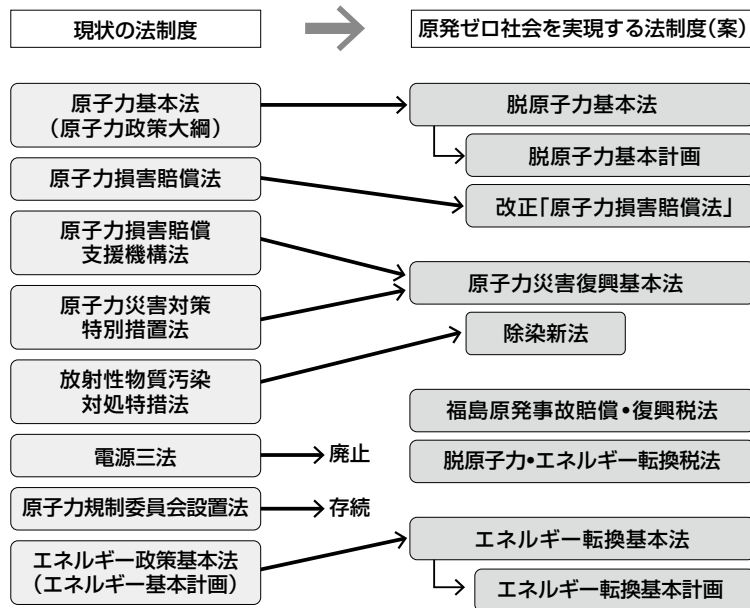 現状の法制度
原発ゼロ社会を実現する法制度(案)
原子力基本法
(原子力政策大綱)
脱原子力基本法
脱原子力基本計画
原子力損害賠償法
改正「原子力損害賠償法」
原子力損害賠償
支援機構法
原子力災害対策
特別措置法
原子力災害復興基本法
放射性物質汚染
対処特措法
除染新法
福島原発事故賠償・復興税法
脱原子力・エネルギー転換税法
電源三法
廃止
原子力規制委員会設置法
存続
エネルギー政策基本法
(エネルギー基本計画)
エネルギー転換基本法
エネルギー転換基本計画